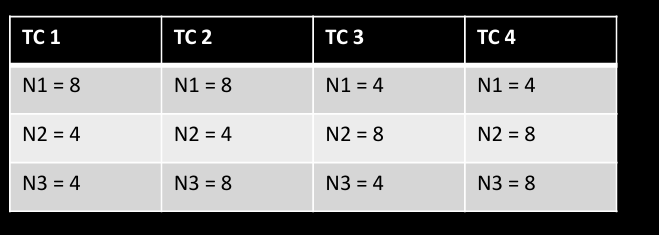 TC 1 TC 2 TC 3 TC 4
N1 = 8 N1 = 8 N1 = 4 N1 = 4
N2 = 4 N2 = 4 N2 = 8 N2 = 8
N3 = 4 N3 = 8 N3 = 4 N3 = 8